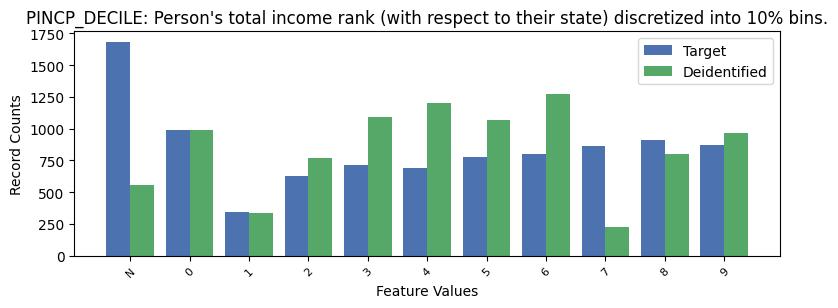 PINCP_DECILE: Person's total income rank (with respect to their state) discretized into 10% bins.
1750
1500
1250
1000
750
500
250
0
Record Counts
Target
Deidentified
N 0 1 2 3 4 5 6 7 8 9
Feature Values